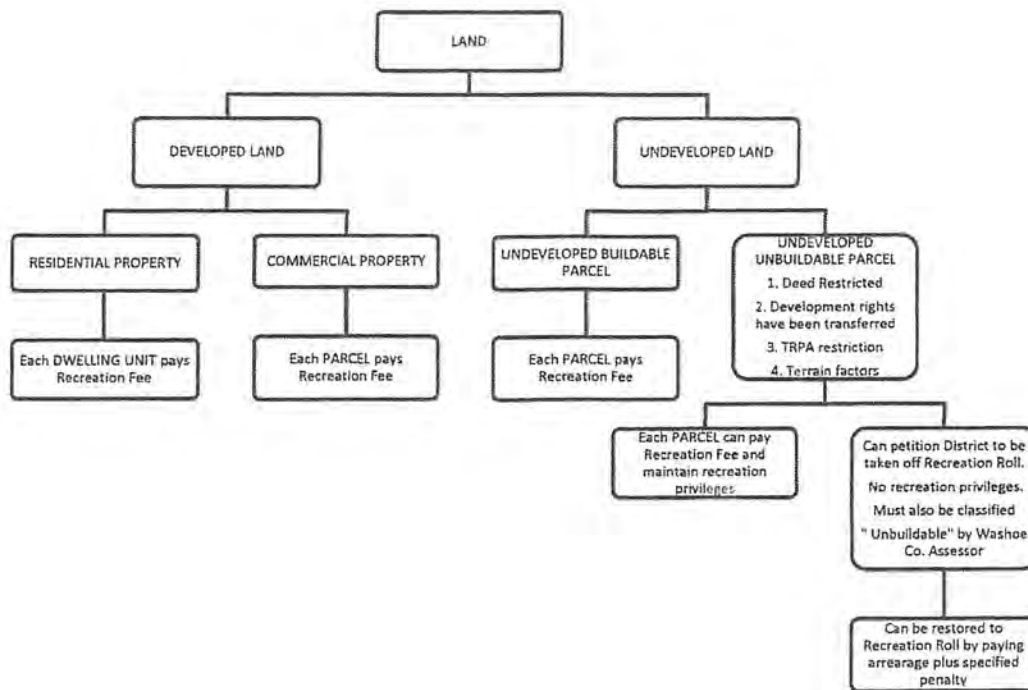 LAND
DEVELOPED LAND
UNDEVELOPED LAND
RESIDENTIAL PROPERTY
COMMERCIAL PROPERTY
UNDEVELOPED BUILDABLE
PARCEL
UNDEVELOPED
UNBUILDABLE PARCEL
1. Deed Restricted
2. Development rights
have been transferred
3. TRPA restriction
4. Terrain factors
Each DWELLING UNIT pays
Recreation Fee
Each PARCEL pays
Recreation Fee
Each PARCEL pays
Recreation Fee
Each PARCEL can pay
Recreation Fee and
maintain recreation
privileges
Can petition District to be
taken off Recreation Roll.
No recreation privileges.
Must also be classified
" Unbuildable" by Washoe
Co. Assessor
Can be restored to
Recreation Roll by paying
arrearage plus specified
penalty